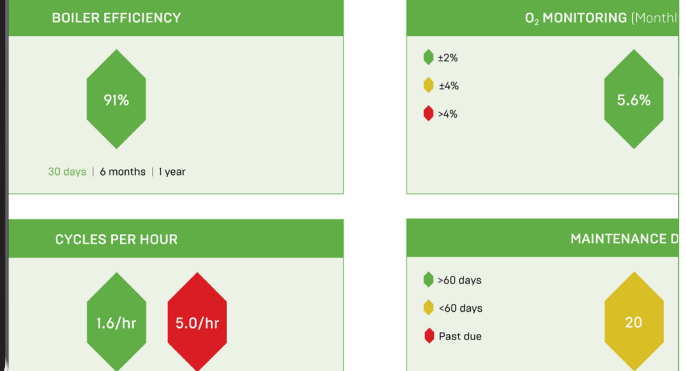 BOILER EFFICIENCY
91%
30 days | 6 months | 1 year
O₂ MONITORING (Monthl
±2%
±4%
>4%
5.6%
CYCLES PER HOUR
1.6/hr
5.0/hr
MAINTENANCE D
>60 days
<60 days
Past due
20